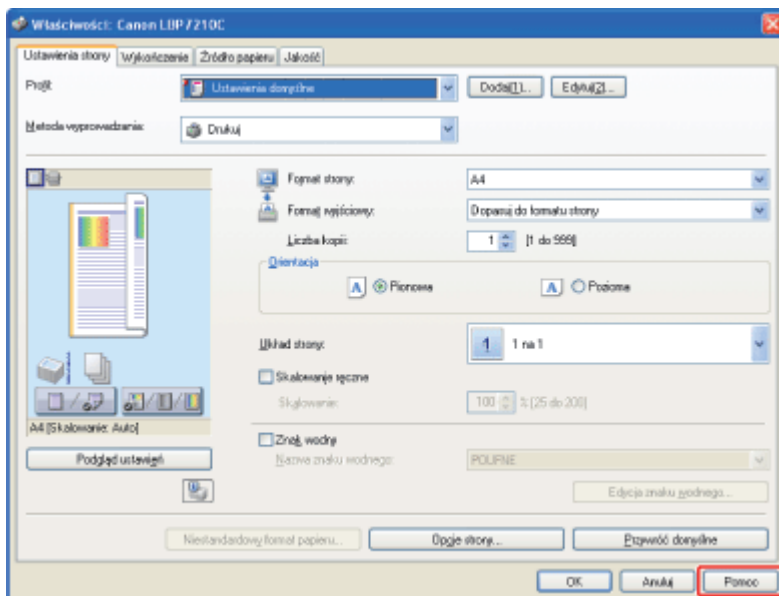 Właściwości: Canon LBP7210C
Ustawienia strony Wykończenie Źródło papieru Jakość
Profil: Ustawienia domyślne Dodaj(1)... Edytuj(2)...
Metoda wyprowadzania: Drukuj
Format strony: A4
Format wyjściowy: Dopasuj do formatu strony
Liczba kopii: 1 [1 do 999]
Orientacja
A Pionowa A Pozioma
Układ strony: 1 1 na 1
Skalowanie ręczne
Skalowanie: 100 % [25 do 200]
A4 [Skalowanie: Auto]
Znak wodny
Podgląd ustawień Nazwa znaku wodnego: POUFNE
Edycja znaku wodnego...
Niestandardowy format papieru... Opcje strony... Przywróć domyślne
OK Anuluj Pomoc